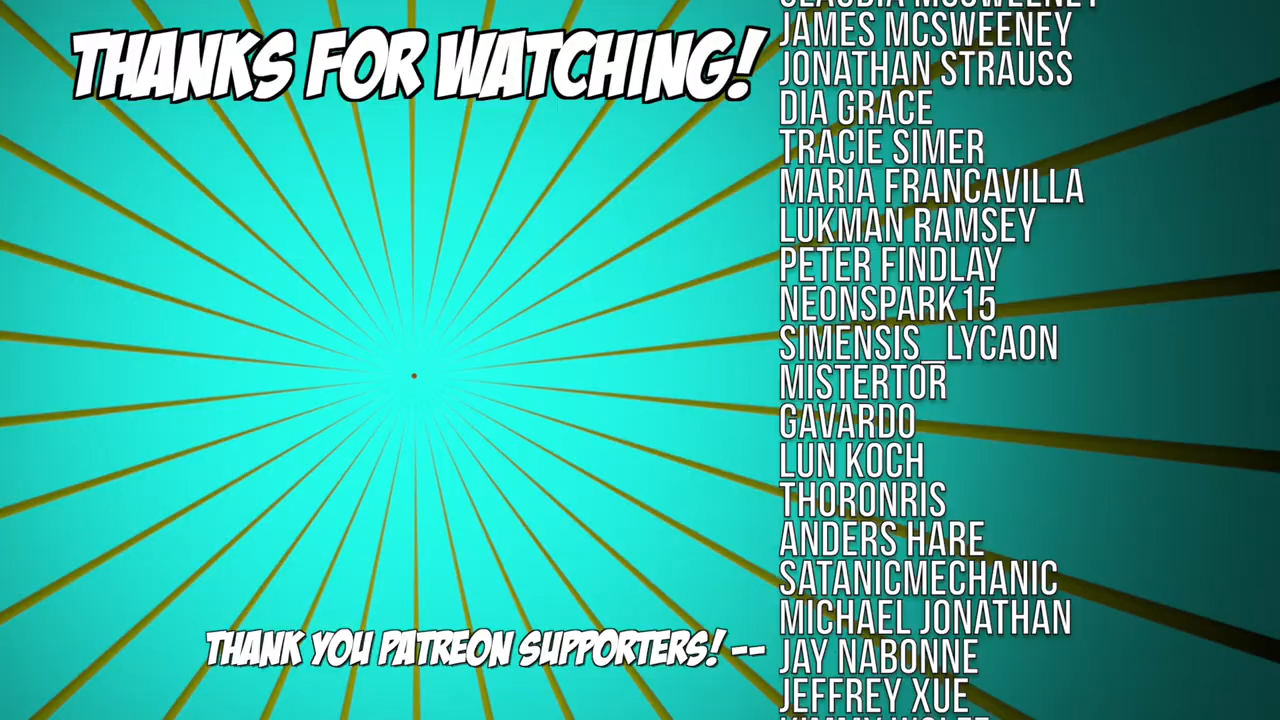 THANKS FOR WATCHING!
JAMES MCSWEENEY
JONATHAN STRAUSS
DIA GRACE
TRACIE SIMER
MARIA FRANCAVILLA
LUKMAN RAMSEY
PETER FINDLAY
NEONSPARK15
SIMENSIS_LYCAON
MISTERTOR
GAVARDO
LUN KOCH
THORONRIS
ANDERS HARE
SATANICMECHANIC
MICHAEL JONATHAN
THANK YOU PATREON SUPPORTERS! --
JAY NABONNE
JEFFREY XUE